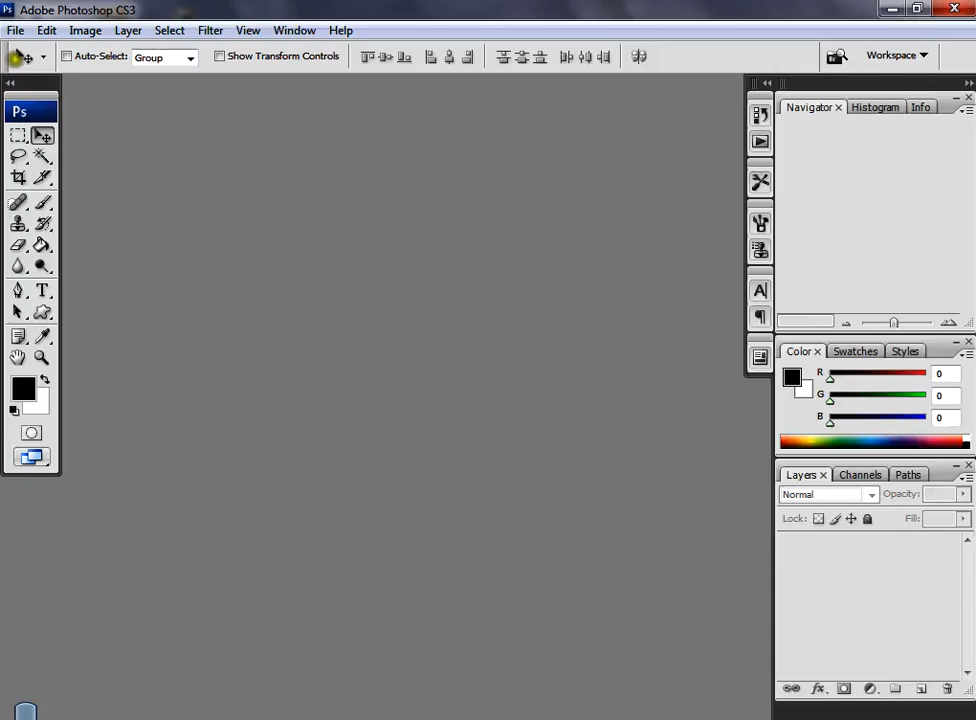 Ps Adobe Photoshop CS3
File Edit Image Layer Select Filter View Window Help
Auto-Select: Group Show Transform Controls Workspace
Ps
Navigator Histogram Info
Color Swatches Styles
R 0
G 0
B 0
Layers Channels Paths
Normal Opacity:
Lock: Fill: